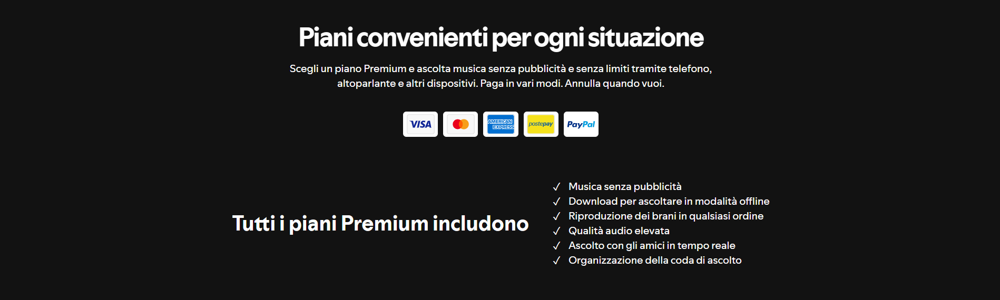 Piani convenienti per ogni situazione
Scegli un piano Premium e ascolta musica senza pubblicità e senza limiti tramite telefono,
altoparlante e altri dispositivi. Paga in vari modi. Annulla quando vuoi.
VISA
AMERICAN
EXPRESS
postepay
PayPal
Tutti i piani Premium includono
Musica senza pubblicità
Download per ascoltare in modalità offline
Riproduzione dei brani in qualsiasi ordine
Qualità audio elevata
Ascolto con gli amici in tempo reale
Organizzazione della coda di ascolto